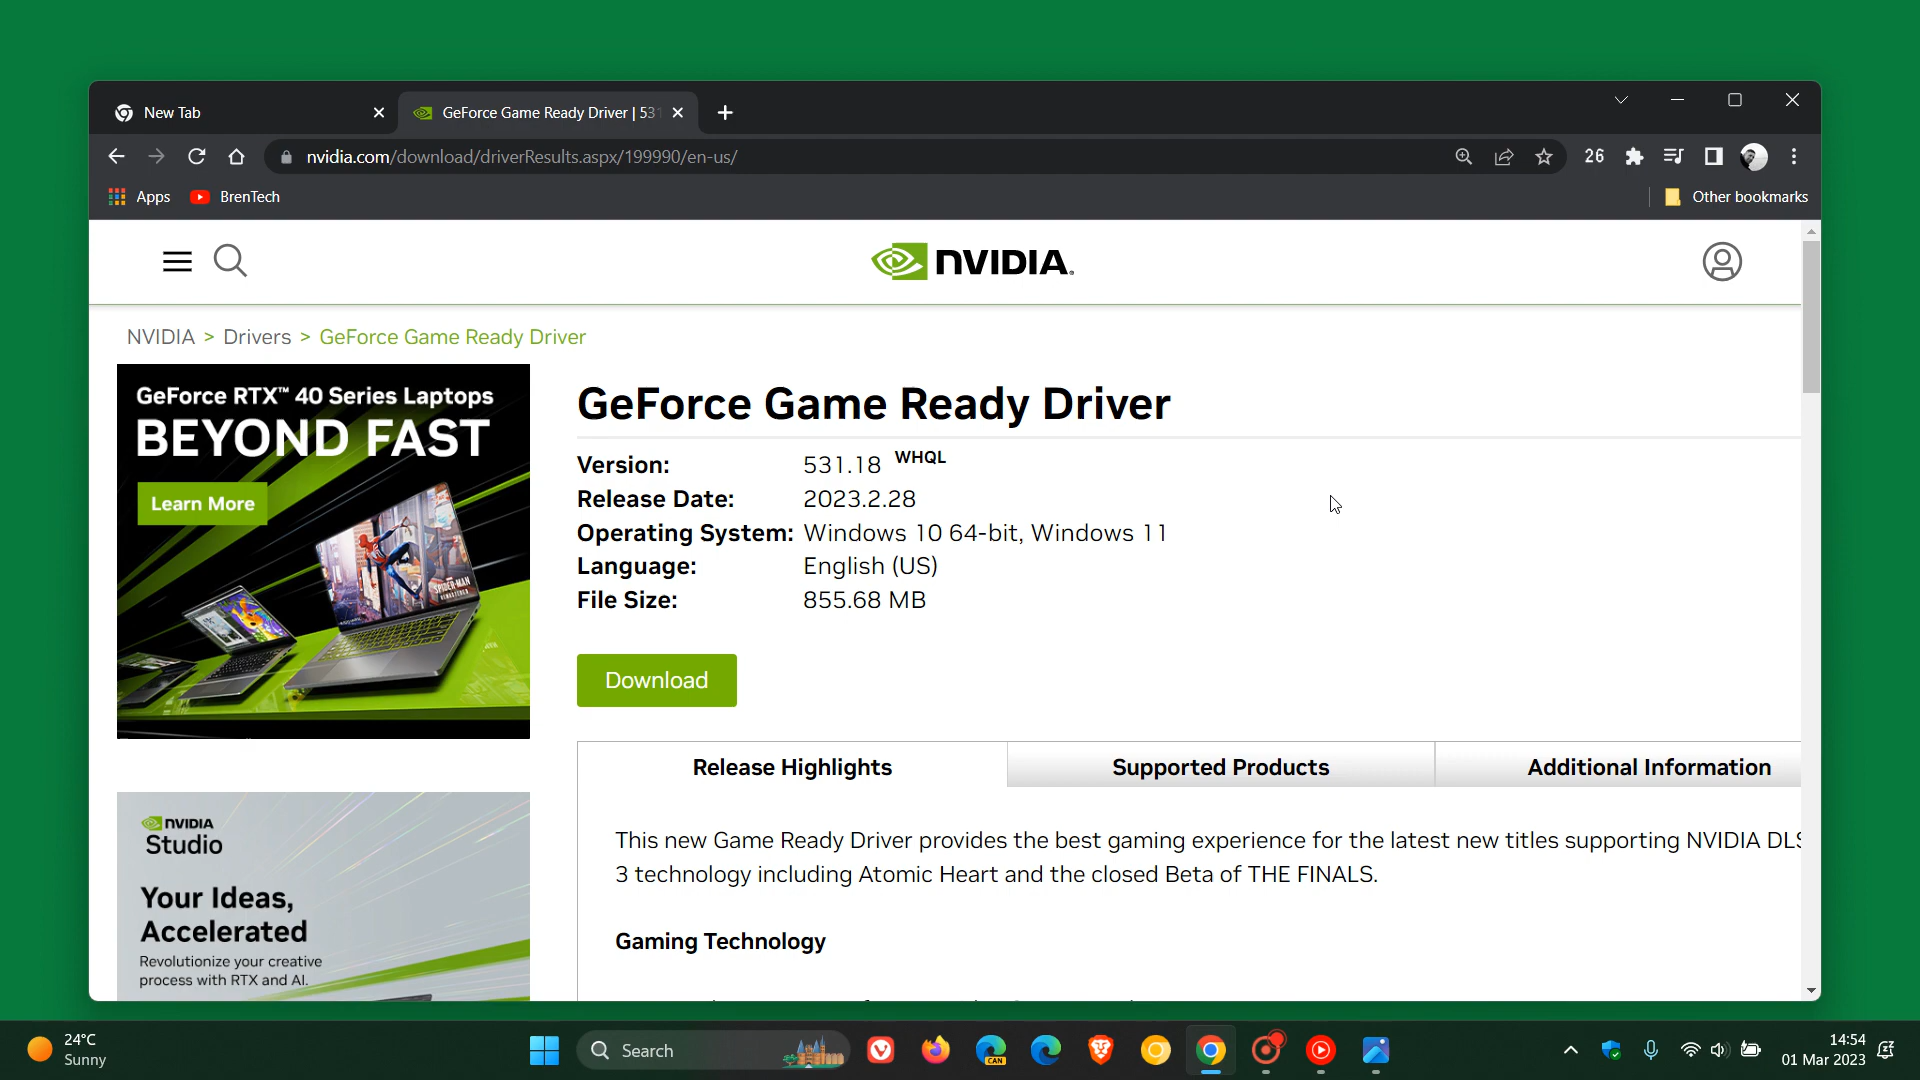 New Tab
GeForce Game Ready Driver | 531
nvidia.com/download/driverResults.aspx/199990/en-us/
26
Apps
BrenTech
Other bookmarks
NVIDIA.
NVIDIA > Drivers > GeForce Game Ready Driver
GeForce RTX™ 40 Series Laptops
BEYOND FAST
Learn More
SPIDER-MAN
REMASTERED
GeForce Game Ready Driver
Version: 531.18 WHQL
Release Date: 2023.2.28
Operating System: Windows 10 64-bit, Windows 11
Language: English (US)
File Size: 855.68 MB
Download
Release Highlights
Supported Products
Additional Information
This new Game Ready Driver provides the best gaming experience for the latest new titles supporting NVIDIA DLS
3 technology including Atomic Heart and the closed Beta of THE FINALS.
Gaming Technology
NVIDIA
Studio
Your Ideas,
Accelerated
Revolutionize your creative
process with RTX and AI.
24°C
Sunny
Search
CAN
14:54
01 Mar 2023